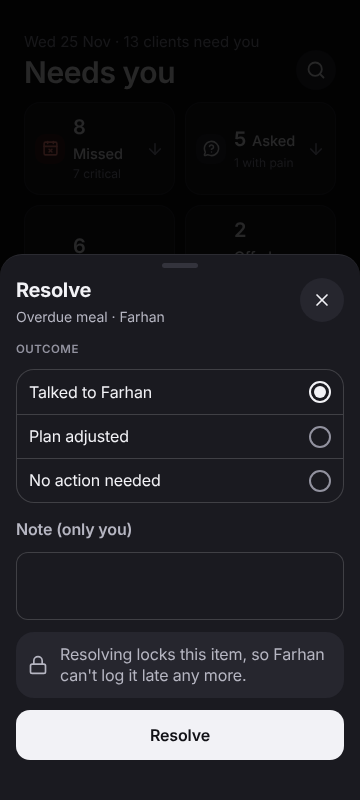 Wed 25 Nov · 13 clients need you
Needs you
8
Missed
7 critical
5 Asked
1 with pain
6
2
Resolve
Overdue meal · Farhan
OUTCOME
Talked to Farhan
Plan adjusted
No action needed
Note (only you)
Resolving locks this item, so Farhan
can't log it late any more.
Resolve